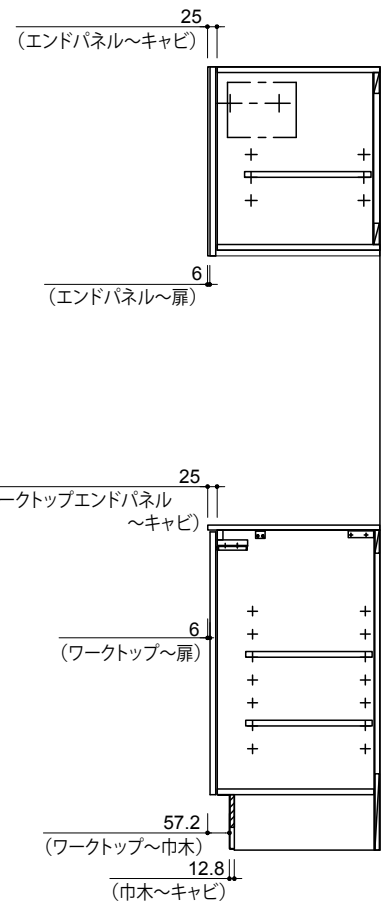 25
(エンドパネル～キャビ)
6
(エンドパネル～扉)
25
ークトップエンドパネル
～キャビ)
6
(ワークトップ～扉)
57.2
(ワークトップ～巾木)
12.8
(巾木～キャビ)